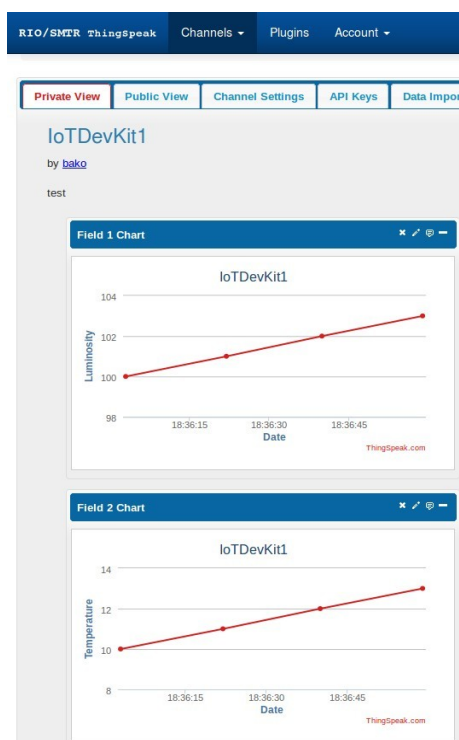 RIO/SMTR ThingSpeak Channels Plugins Account
Private View Public View Channel Settings API Keys Data Impor
IoTDevKit1
by bako
test
Field 1 Chart
IoTDevKit1
104
102
100
98
Luminosity
18:36:15 18:36:30 18:36:45
Date
ThingSpeak.com
Field 2 Chart
IoTDevKit1
14
12
10
8
Temperature
18:36:15 18:36:30 18:36:45
Date
ThingSpeak.com